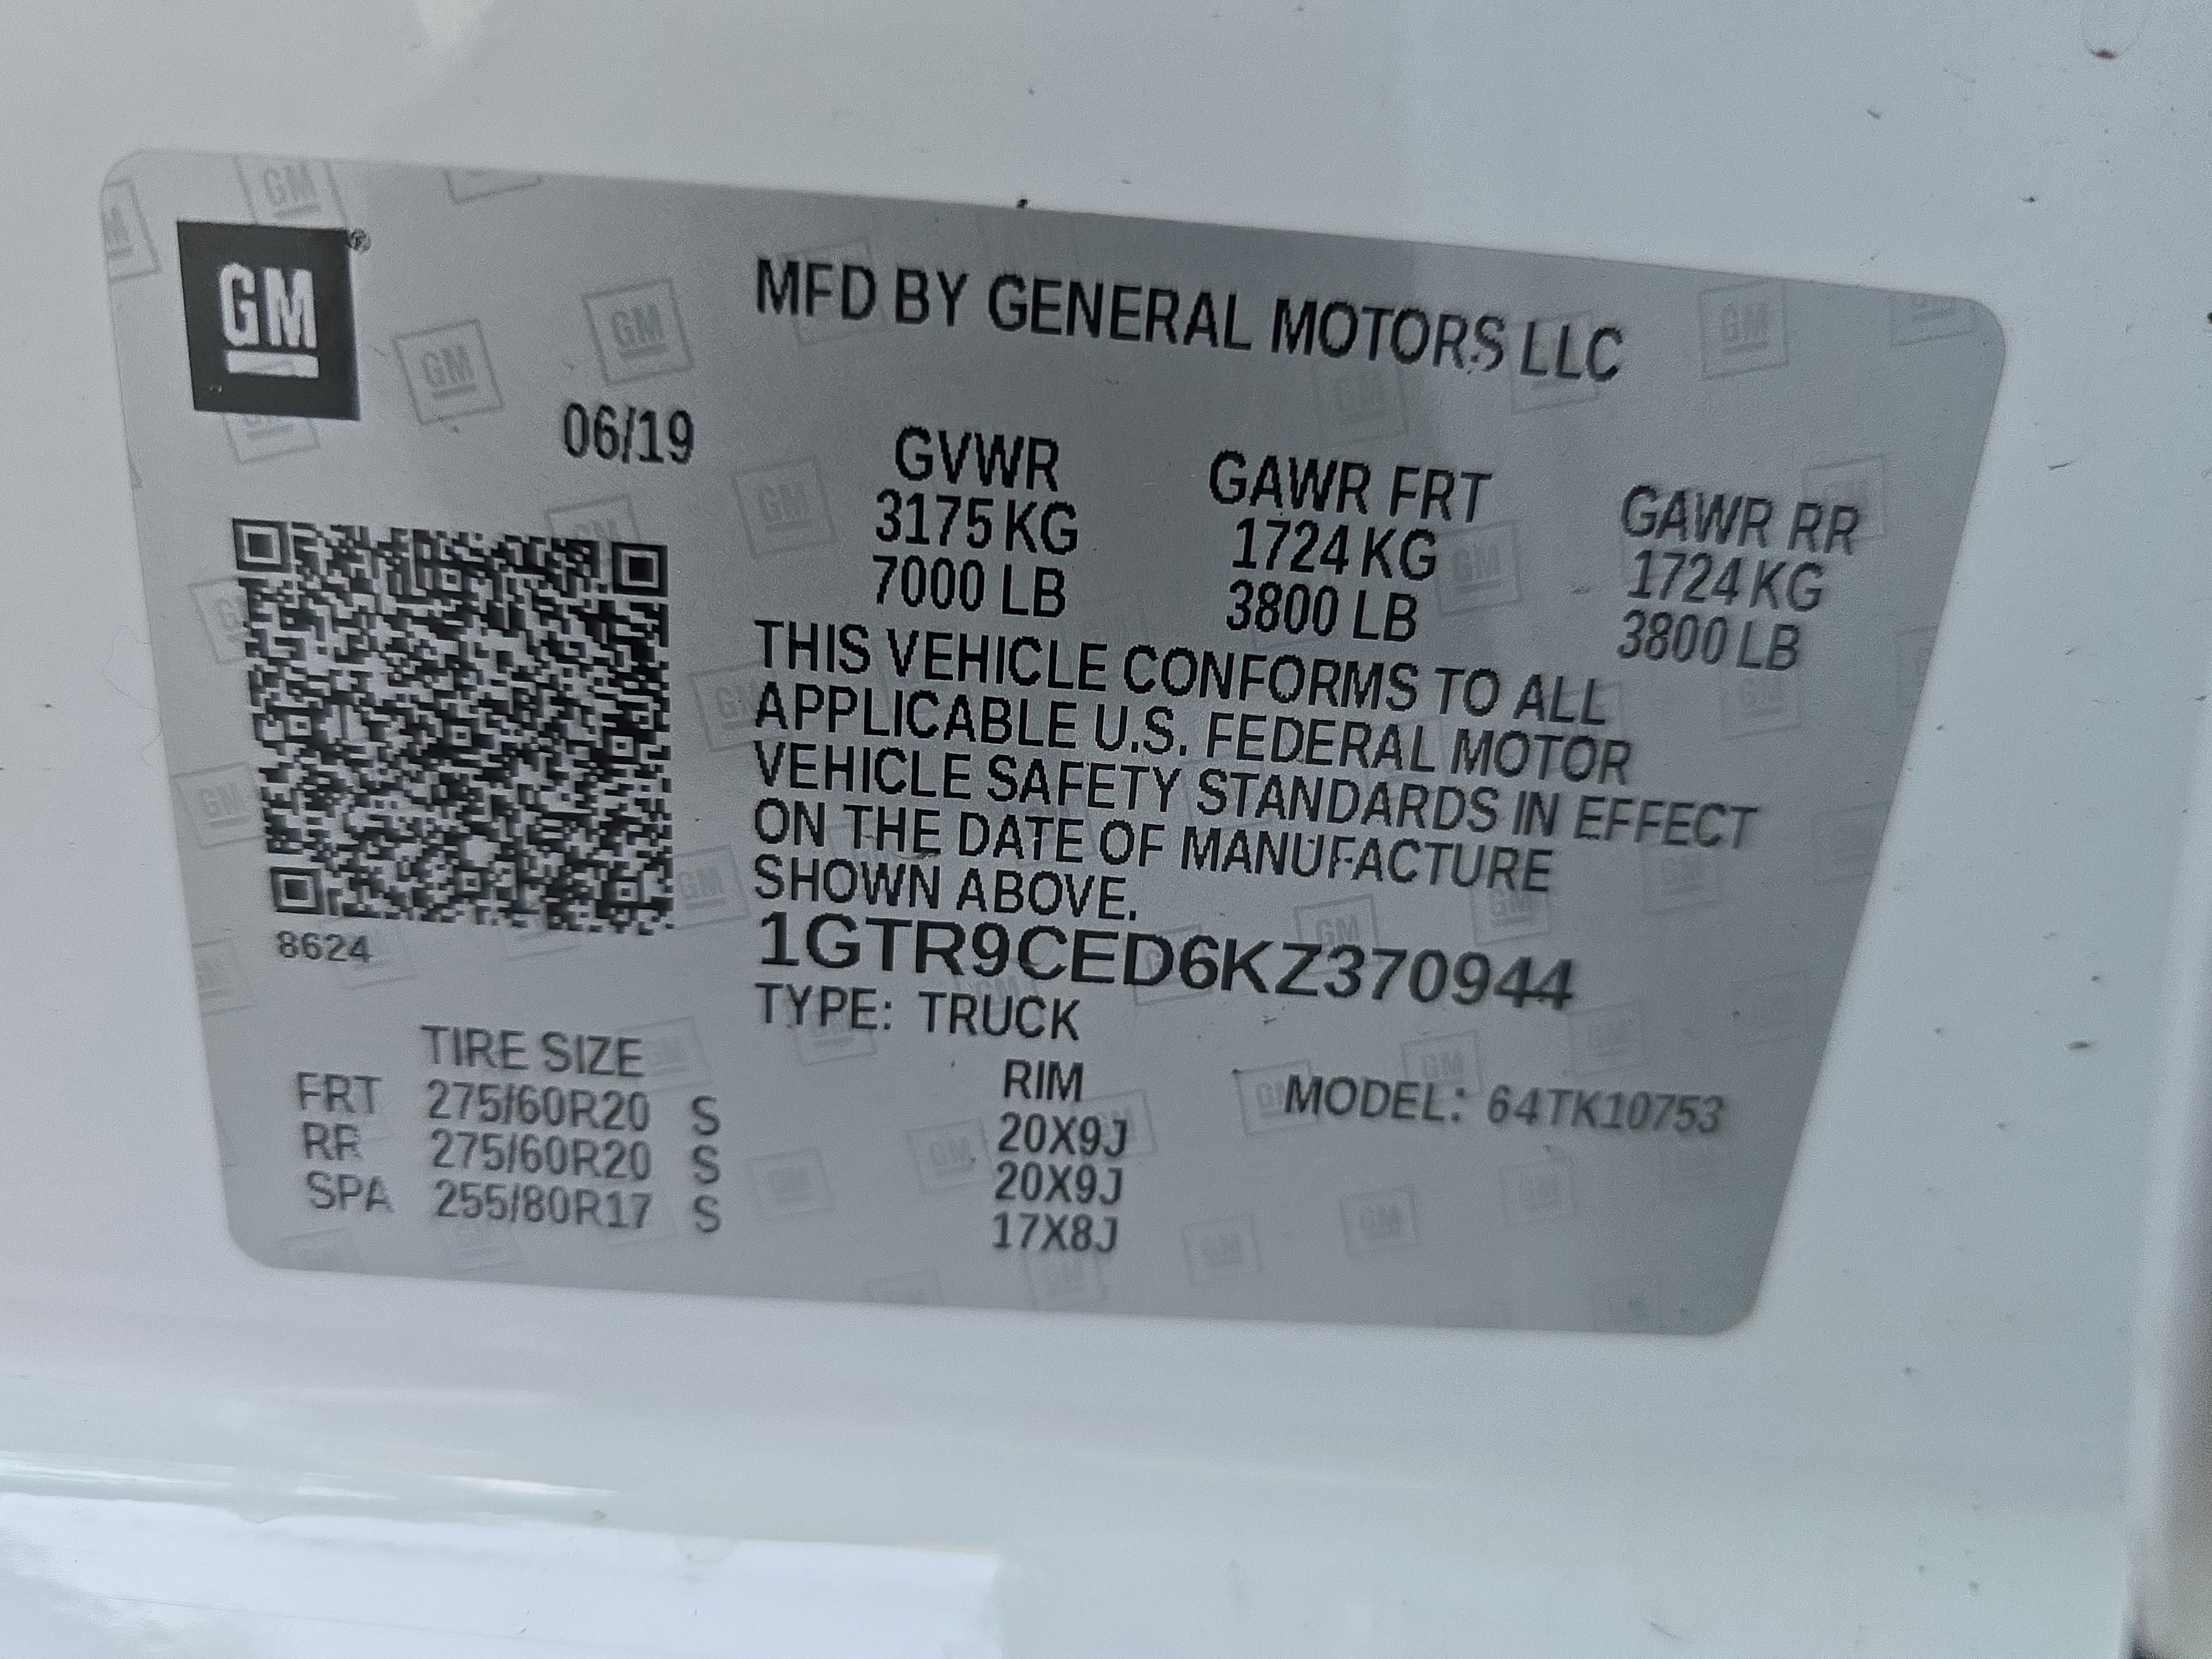 GM
MFD BY GENERAL MOTORS LLC
06/19
GVWR GAWR FRT GAWR RR
3175 KG 1724 KG 1724 KG
7000 LB 3800 LB 3800 LB
THIS VEHICLE CONFORMS TO ALL
APPLICABLE U.S. FEDERAL MOTOR
VEHICLE SAFETY STANDARDS IN EFFECT
ON THE DATE OF MANUFACTURE
SHOWN ABOVE.
8624
1GTR9CED6KZ370944
TYPE: TRUCK
TIRE SIZE RIM MODEL: 64TK10753
FRT 275/60R20 S 20X9J
RR 275/60R20 S 20X9J
SPA 255/80R17 S 17X8J